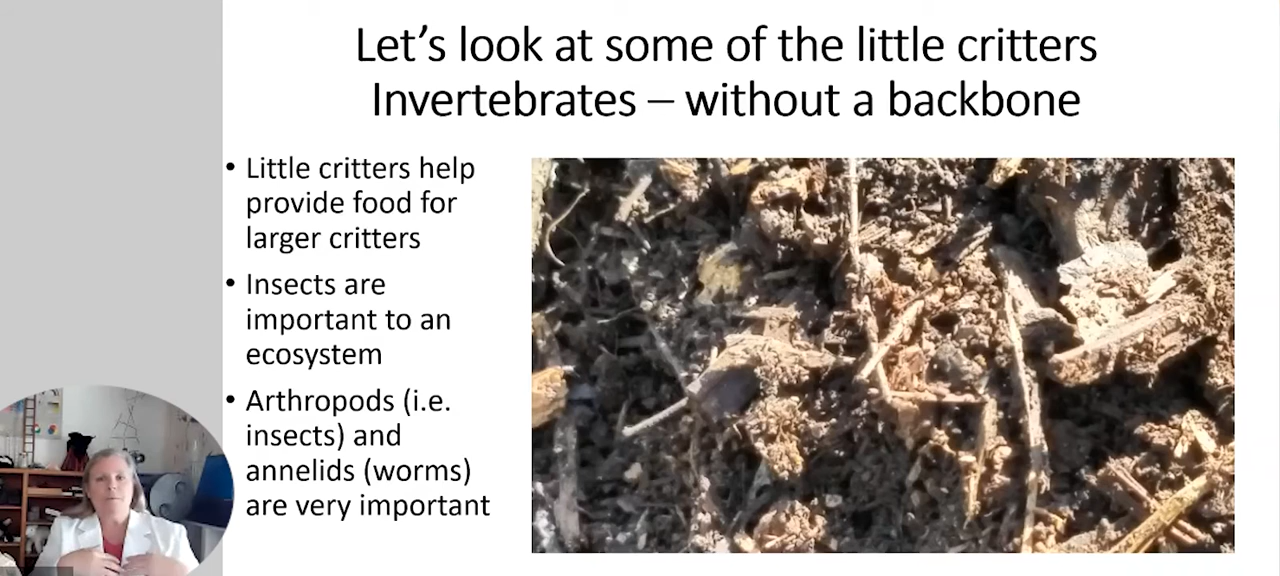 Let's look at some of the little critters
Invertebrates – without a backbone
• Little critters help
provide food for
larger critters
• Insects are
important to an
ecosystem
• Arthropods (i.e.
insects) and
annelids (worms)
are very important